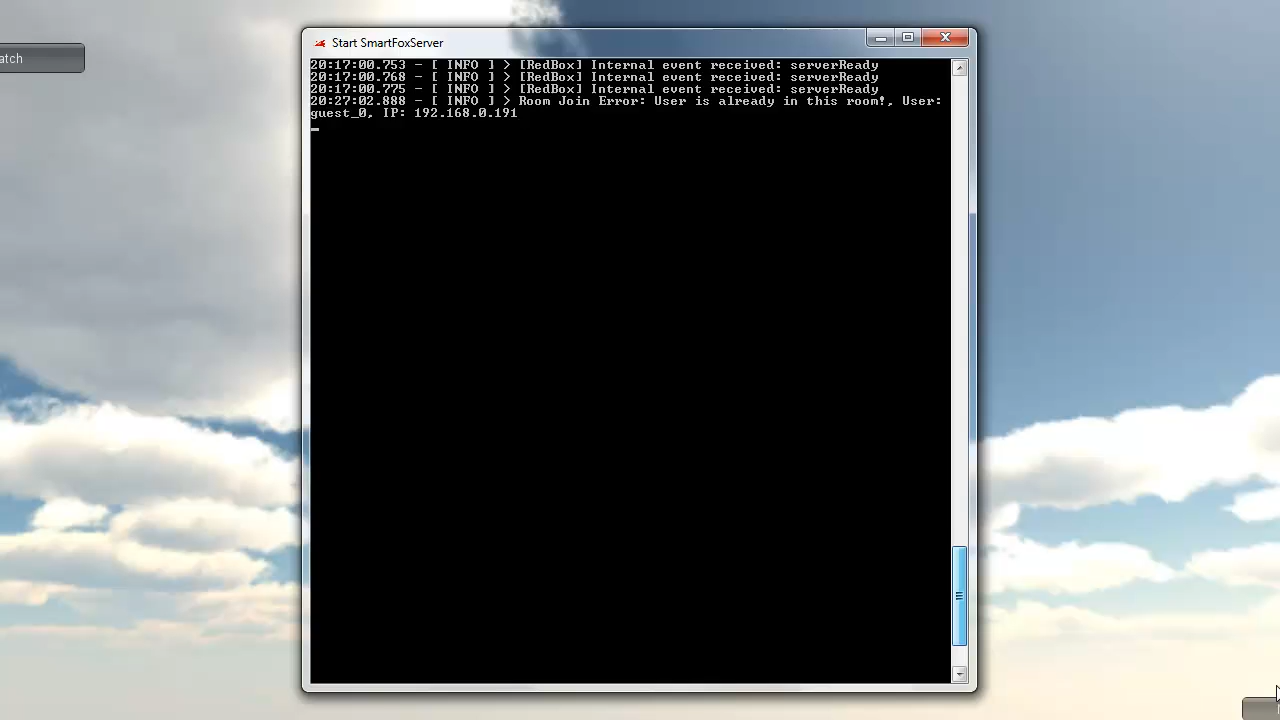 Start SmartFoxServer
atch
20:17:00.753 - [ INFO ] > [RedBox] Internal event received: serverReady
20:17:00.768 - [ INFO ] > [RedBox] Internal event received: serverReady
20:17:00.775 - [ INFO ] > [RedBox] Internal event received: serverReady
20:27:02.888 - [ INFO ] > Room Join Error: User is already in this room!, User:
guest_0, IP: 192.168.0.191